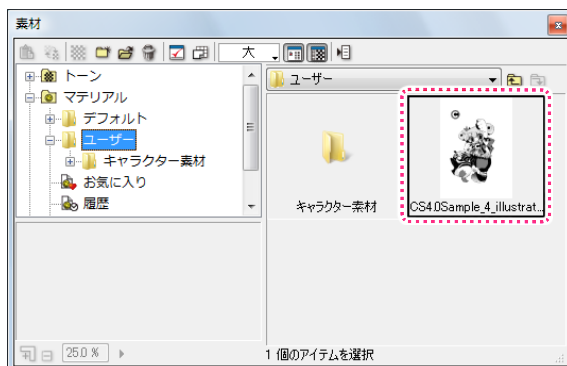 素材
大
トーン
マテリアル
デフォルト
ユーザー
キャラクター素材
お気に入り
履歴
ユーザー
キャラクター素材
CS4.0Sample_4_illustrat...
25.0 %
1 個のアイテムを選択